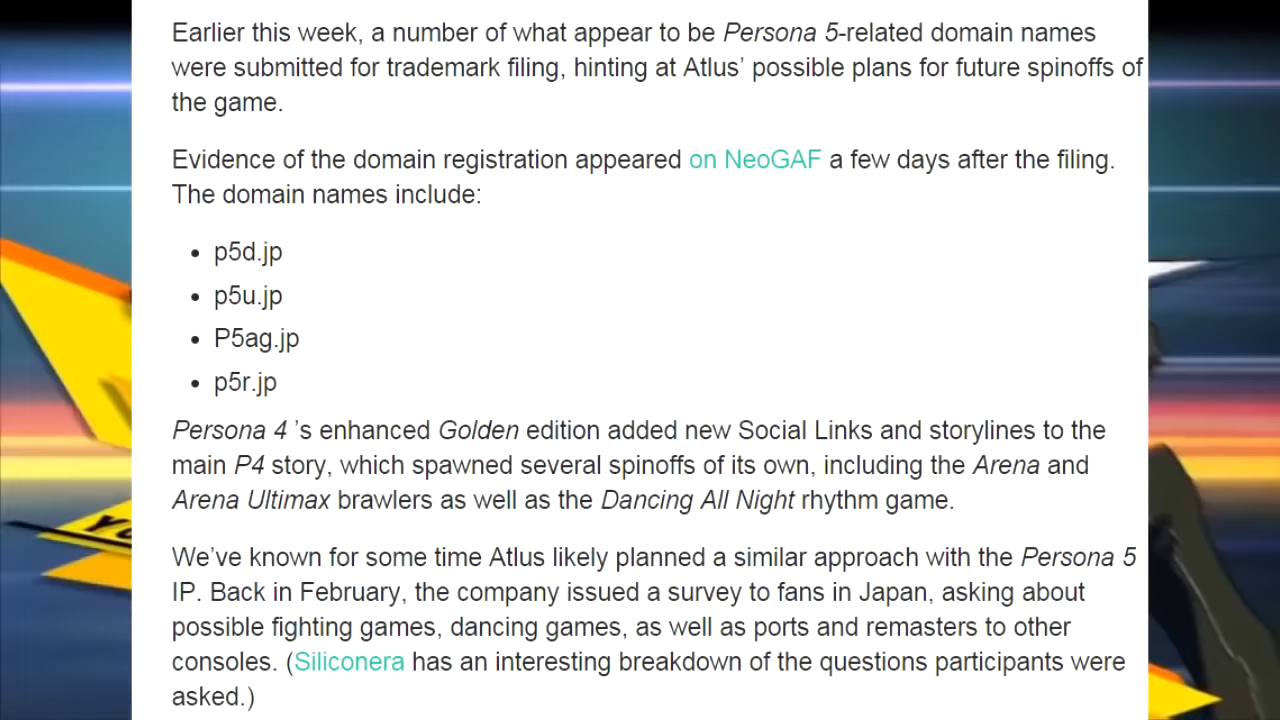 Earlier this week, a number of what appear to be Persona 5-related domain names
were submitted for trademark filing, hinting at Atlus' possible plans for future spinoffs of
the game.
Evidence of the domain registration appeared on NeoGAF a few days after the filing.
The domain names include:
• p5d.jp
• p5u.jp
• P5ag.jp
• p5r.jp
Persona 4 's enhanced Golden edition added new Social Links and storylines to the
main P4 story, which spawned several spinoffs of its own, including the Arena and
Arena Ultimax brawlers as well as the Dancing All Night rhythm game.
We've known for some time Atlus likely planned a similar approach with the Persona 5
IP. Back in February, the company issued a survey to fans in Japan, asking about
possible fighting games, dancing games, as well as ports and remasters to other
consoles. (Siliconera has an interesting breakdown of the questions participants were
asked.)